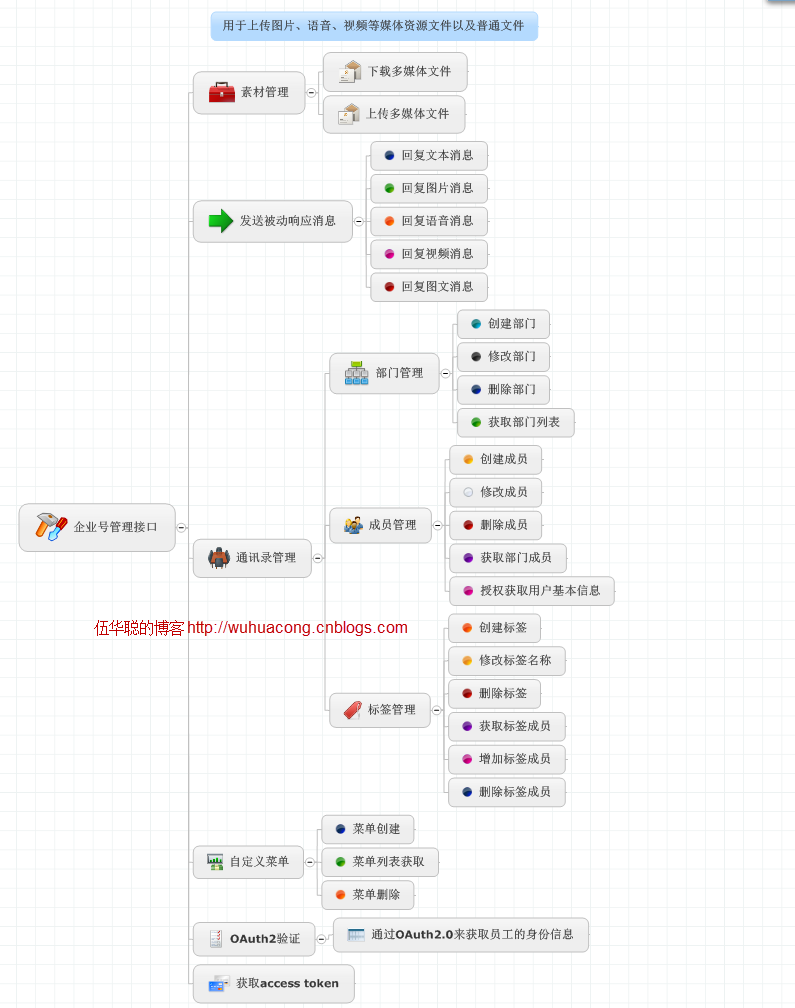 用于上传图片、语音、视频等媒体资源文件以及普通文件
企业号管理接口
素材管理
下载多媒体文件
上传多媒体文件
发送被动响应消息
回复文本消息
回复图片消息
回复语音消息
回复视频消息
回复图文消息
通讯录管理
部门管理
创建部门
修改部门
删除部门
获取部门列表
成员管理
创建成员
修改成员
删除成员
获取部门成员
授权获取用户基本信息
伍华聪的博客 http://wuhuacong.cnblogs.com
标签管理
创建标签
修改标签名称
删除标签
获取标签成员
增加标签成员
删除标签成员
自定义菜单
菜单创建
菜单列表获取
菜单删除
OAuth2验证
通过OAuth2.0来获取员工的身份信息
获取access token